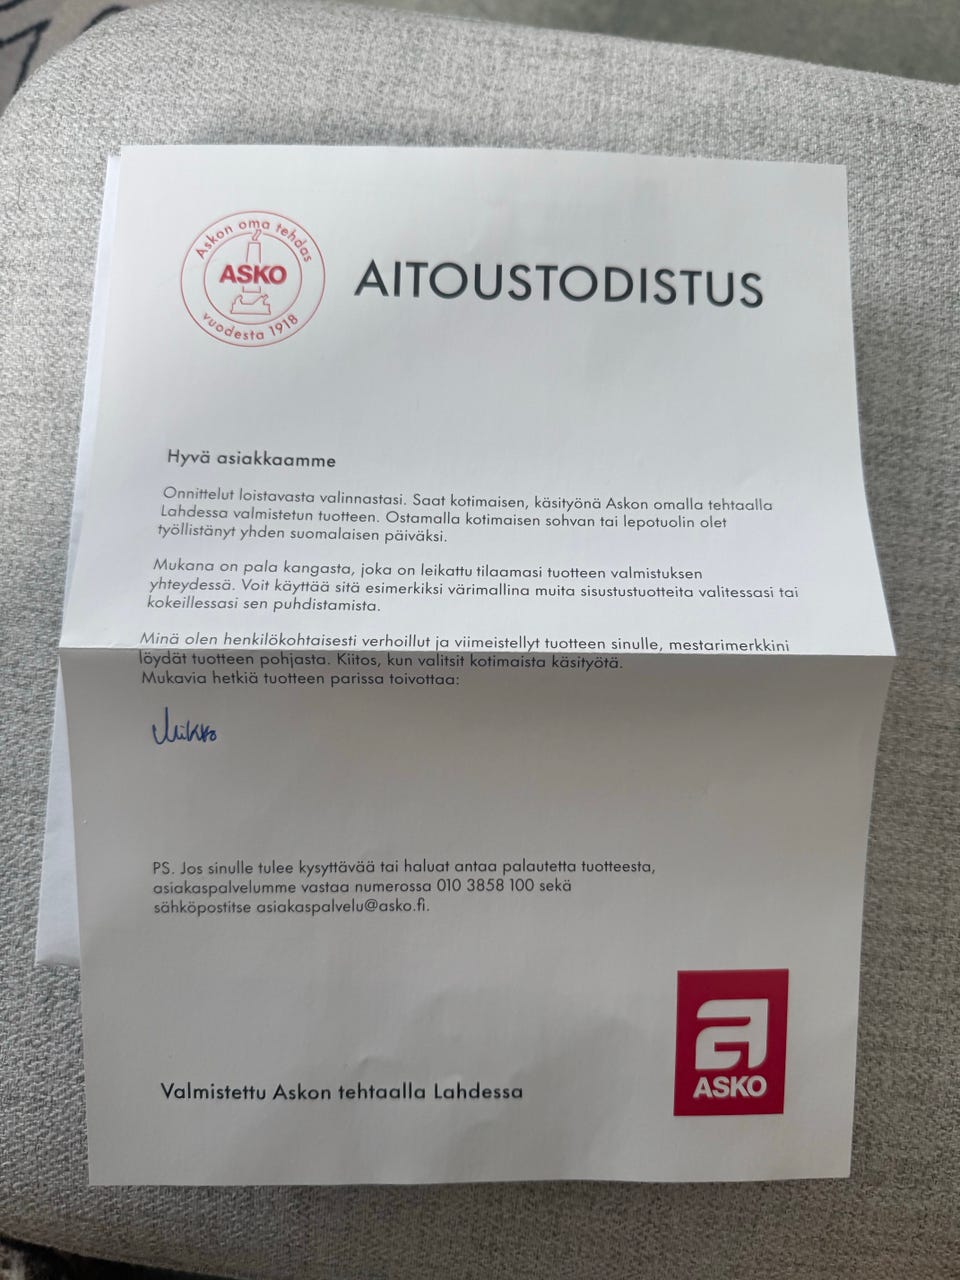 Askon oma tehdas
ASKO
vuodesta 1918
AITOUSTODISTUS
Hyvä asiakkaamme
Onnittelut loistavasta valinnastasi. Saat kotimaisen, käsityönä Askon omalla tehtaalla
Lahdessa valmistetun tuotteen. Ostamalla kotimaisen sohvan tai lepotuolin olet
työllistänyt yhden suomalaisen päiväksi.
Mukana on pala kangasta, joka on leikattu tilaamasi tuotteen valmistuksen
yhteydessä. Voit käyttää sitä esimerkiksi värimallina muita sisustustuotteita valitessasi tai
kokeillessasi sen puhdistamista.
Minä olen henkilökohtaisesti verhoillut ja viimeistellyt tuotteen sinulle, mestarimerkkini
löydät tuotteen pohjasta. Kiitos, kun valitsit kotimaista käsityötä.
Mukavia hetkiä tuotteen parissa toivottaa:
Mikko
PS. Jos sinulle tulee kysyttävää tai haluat antaa palautetta tuotteesta,
asiakaspalvelumme vastaa numerossa 010 3858 100 sekä
sähköpostitse asiakaspalvelu@asko.fi.
Valmistettu Askon tehtaalla Lahdessa
a
ASKO